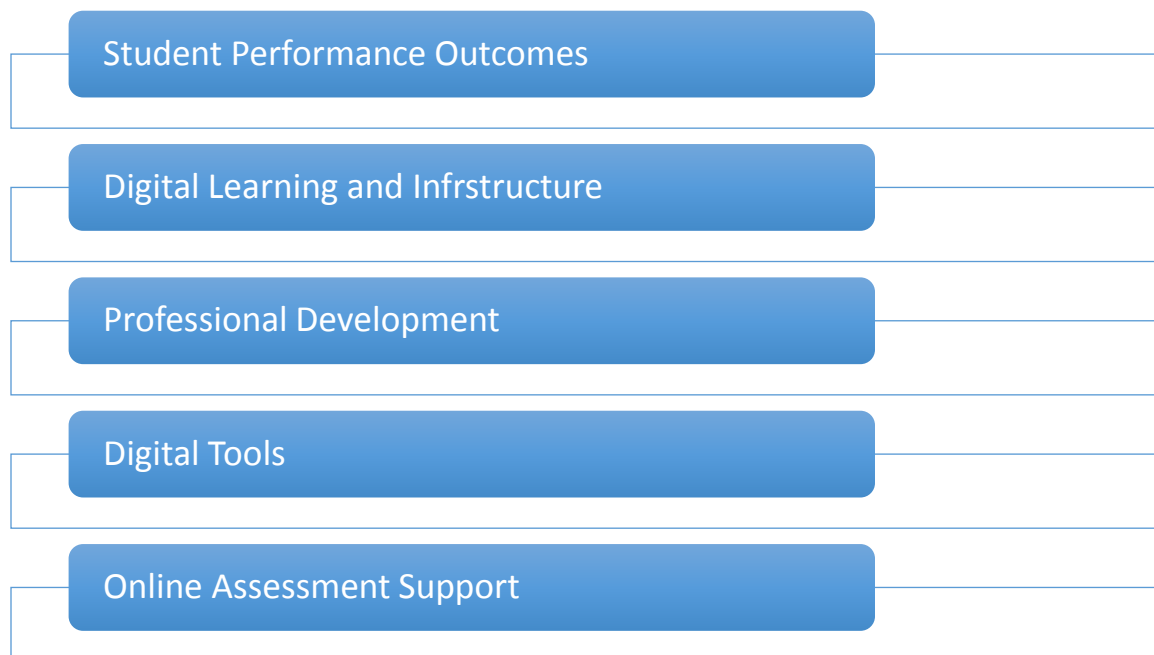 Student Performance Outcomes
Digital Learning and Infrstructure
Professional Development
Digital Tools
Online Assessment Support